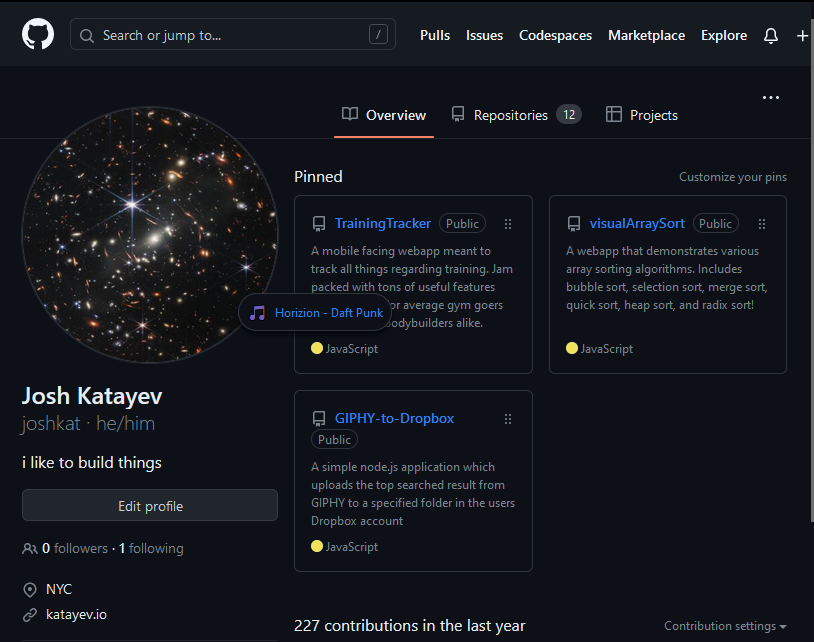 Search or jump to... /
Pulls Issues Codespaces Marketplace Explore
Overview Repositories 12 Projects
Pinned
Customize your pins
TrainingTracker Public
A mobile facing webapp meant to
track all things regarding training. Jam
packed with tons of useful features
or average gym goers
odybuilders alike.
JavaScript
visualArraySort Public
A webapp that demonstrates various
array sorting algorithms. Includes
bubble sort, selection sort, merge sort,
quick sort, heap sort, and radix sort!
JavaScript
Horizion - Daft Punk
Josh Katayev
joshkat · he/him
i like to build things
Edit profile
0 followers · 1 following
NYC
katayev.io
GIPHY-to-Dropbox
Public
A simple node.js application which
uploads the top searched result from
GIPHY to a specified folder in the users
Dropbox account
JavaScript
227 contributions in the last year
Contribution settings